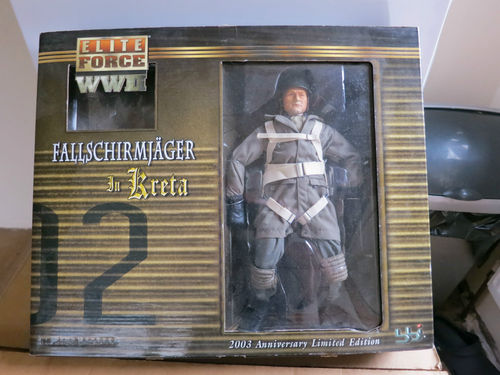 ELITE
FORCE
WWII
FALLSCHIRMJÄGER
In Kreta
02
2003 Anniversary Limited Edition